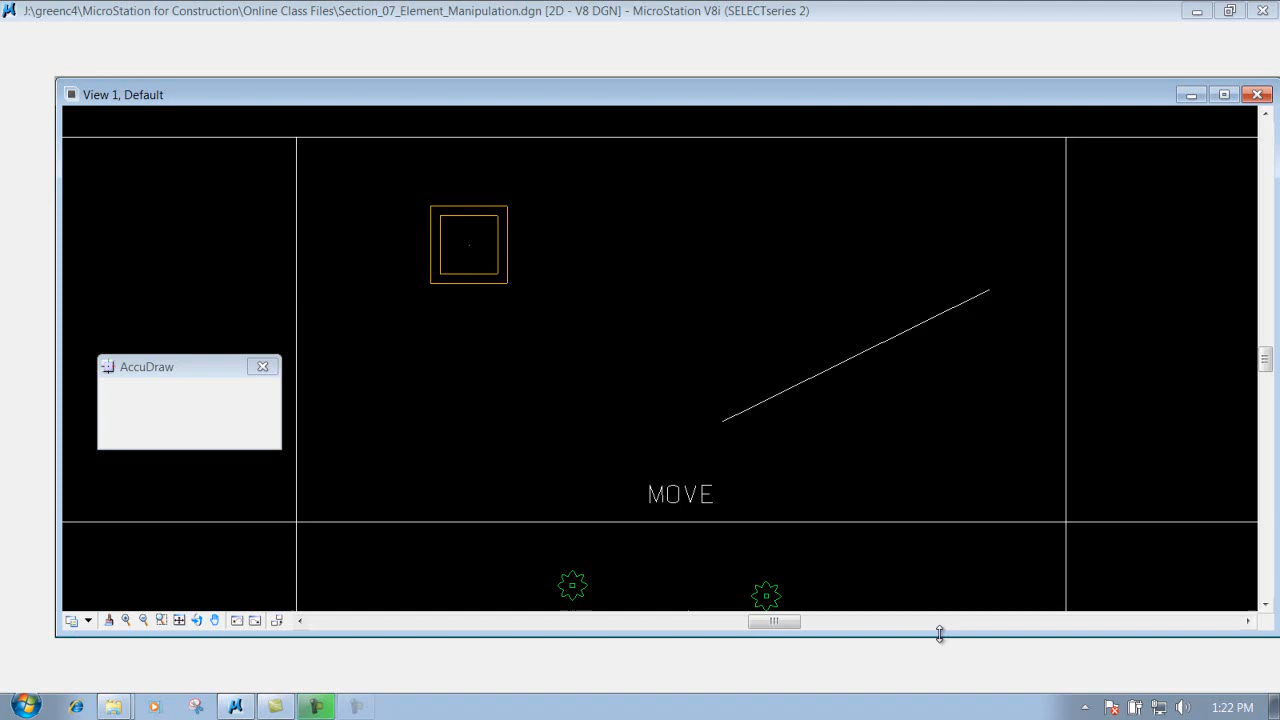 J:\greenc4\MicroStation for Construction\Online Class Files\Section_07_Element_Manipulation.dgn [2D - V8 DGN] - MicroStation V8i (SELECTseries 2)
View 1, Default
AccuDraw
MOVE
1:22 PM